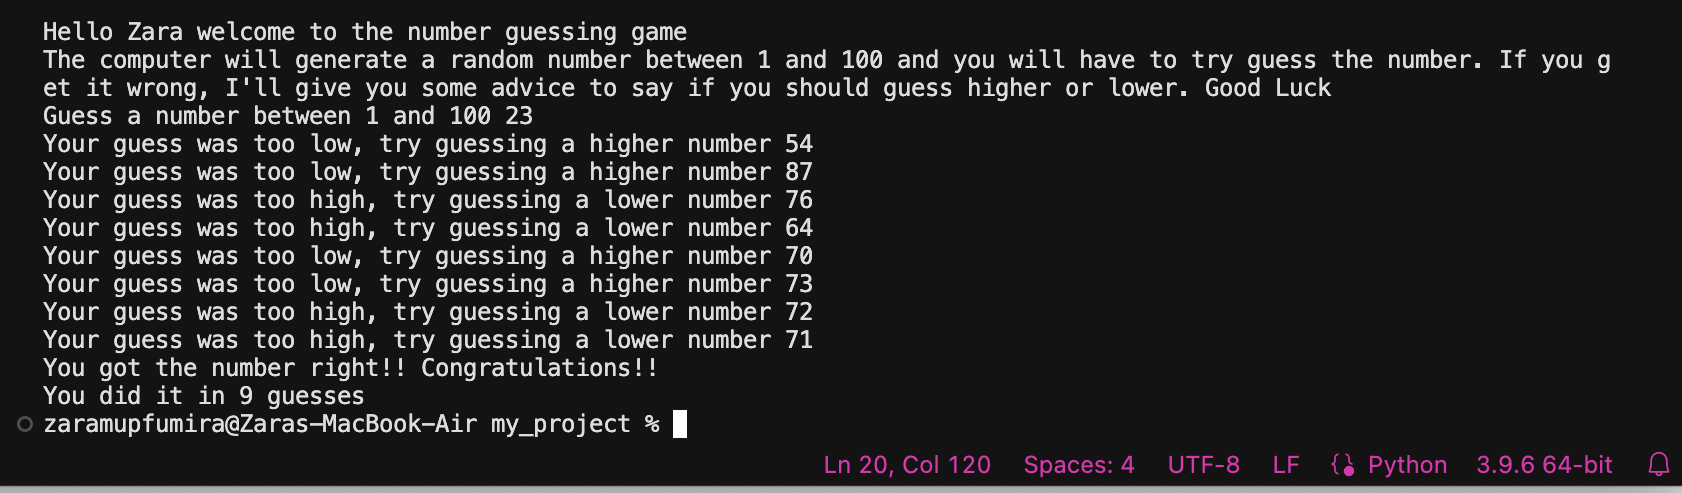 Hello Zara welcome to the number guessing game
The computer will generate a random number between 1 and 100 and you will have to try guess the number. If you g
et it wrong, I'll give you some advice to say if you should guess higher or lower. Good Luck
Guess a number between 1 and 100 23
Your guess was too low, try guessing a higher number 54
Your guess was too low, try guessing a higher number 87
Your guess was too high, try guessing a lower number 76
Your guess was too high, try guessing a lower number 64
Your guess was too low, try guessing a higher number 70
Your guess was too low, try guessing a higher number 73
Your guess was too high, try guessing a lower number 72
Your guess was too high, try guessing a lower number 71
You got the number right!! Congratulations!!
You did it in 9 guesses
zaramupfumira@Zaras-MacBook-Air my_project %
Ln 20, Col 120 Spaces: 4 UTF-8 LF {} Python 3.9.6 64-bit